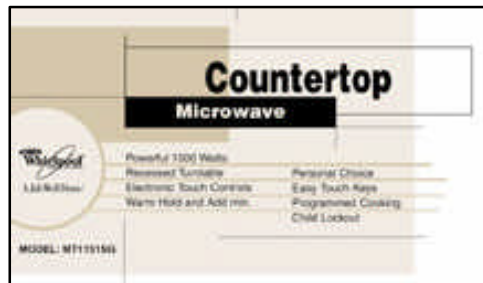 Countertop
Microwave
Whirlpool
Powerful 1000 Watts
Recessed Turntable
Electronic Touch Controls
Warm Hold and Add min.
Personal Choice
Easy Touch Keys
Programmed Cooking
Child Lockout